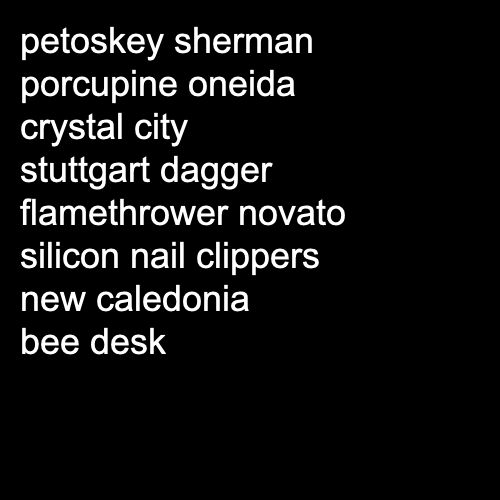 petoskey sherman
porcupine oneida
crystal city
stuttgart dagger
flamethrower novato
silicon nail clippers
new caledonia
bee desk